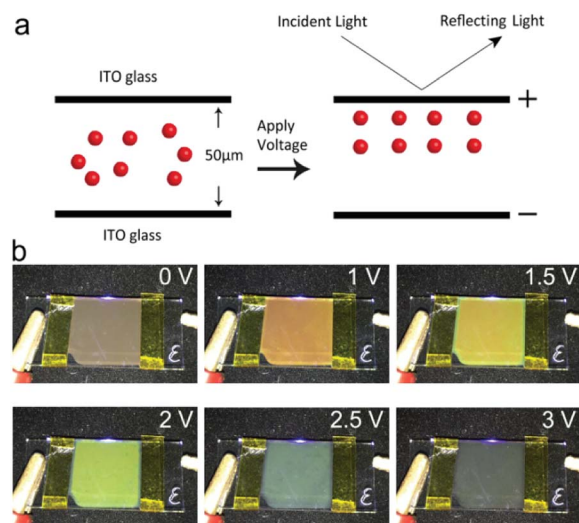 a
Incident Light
Reflecting Light
ITO glass
+
50μm
Apply
Voltage
−
ITO glass
b
0 V
1 V
1.5 V
ε
ε
ε
2 V
2.5 V
3 V
ε
ε
ε